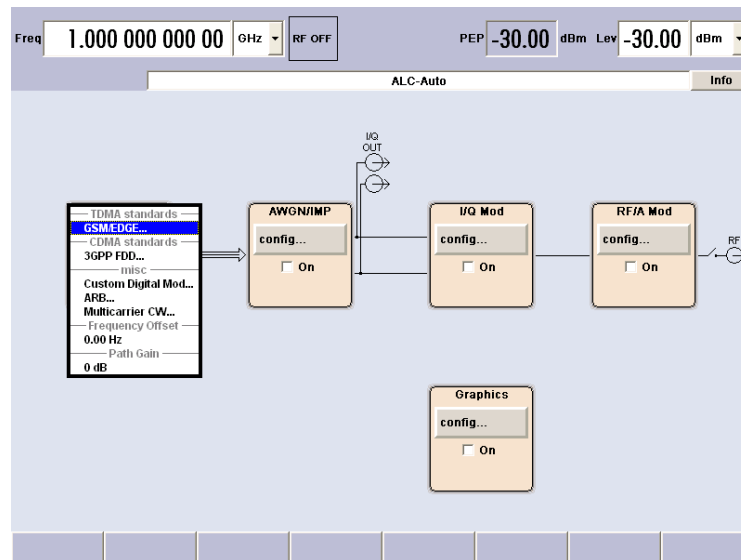 Freq 1.000 000 000 00 GHz RF OFF PEP -30.00 dBm Lev -30.00 dBm
ALC-Auto Info
I/Q
OUT
TDMA standards
GSM/EDGE...
CDMA standards
3GPP FDD...
misc
Custom Digital Mod...
ARB...
Multicarrier CW...
Frequency Offset
0.00 Hz
Path Gain
0 dB
AWGN/IMP
config...
On
I/Q Mod
config...
On
RF/A Mod
config...
On
RF
Graphics
config...
On